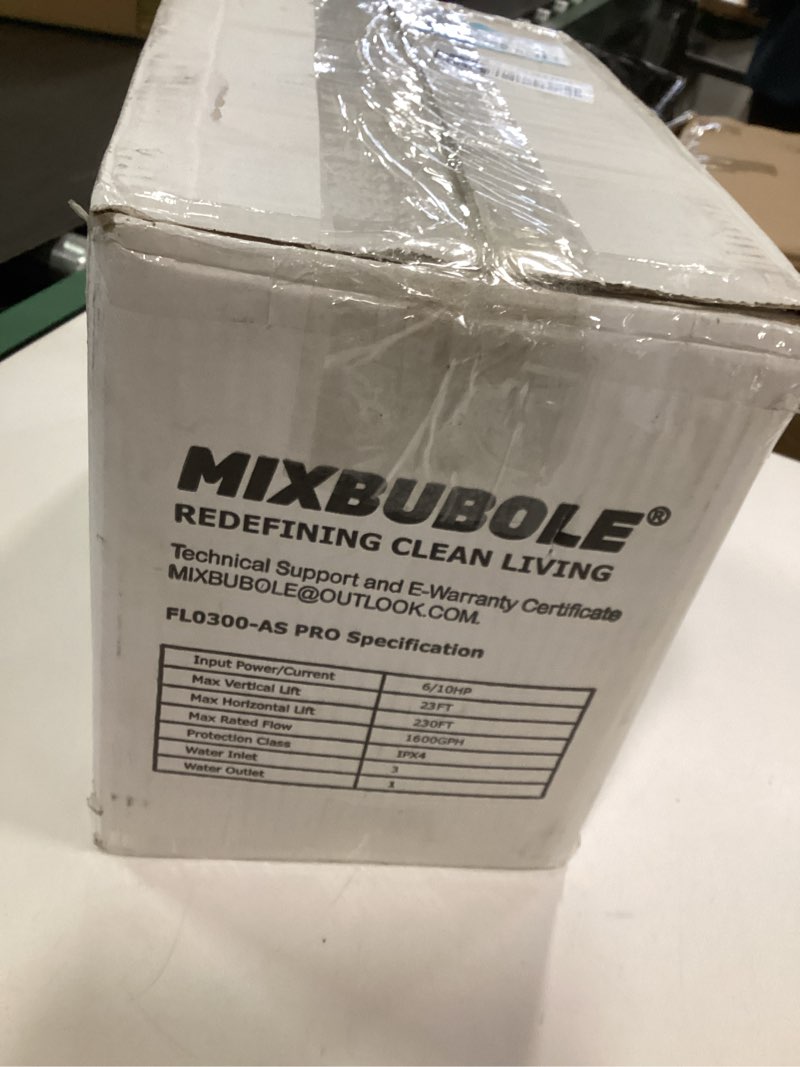 MIXBUBOLE®
REDEFINING CLEAN LIVING
Technical Support and E-Warranty Certificate
MIXBUBOLE@OUTLOOK.COM.
FL0300-AS PRO Specification
Input Power/Current 6/10HP
Max Vertical Lift 23FT
Max Horizontal Lift 230FT
Max Rated Flow 1600GPH
Protection Class IPX4
Water Inlet 3
Water Outlet 1